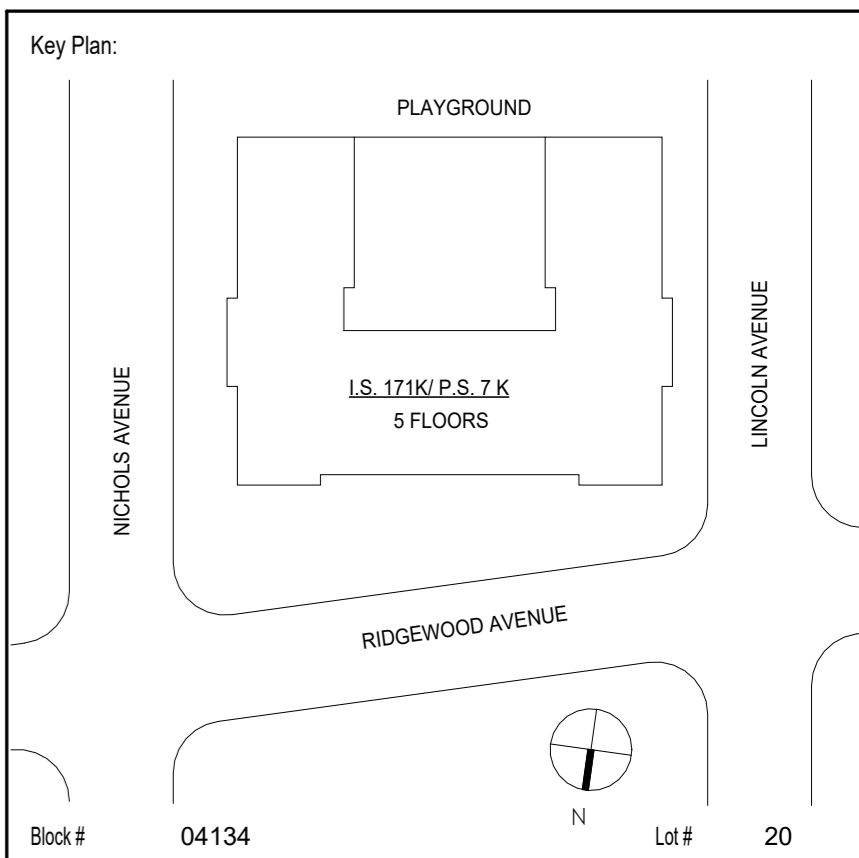 Key Plan:
PLAYGROUND
NICHOLS AVENUE
LINCOLN AVENUE
I.S. 171K/ P.S. 7 K
5 FLOORS
RIDGEWOOD AVENUE
N
Block # 04134 Lot # 20